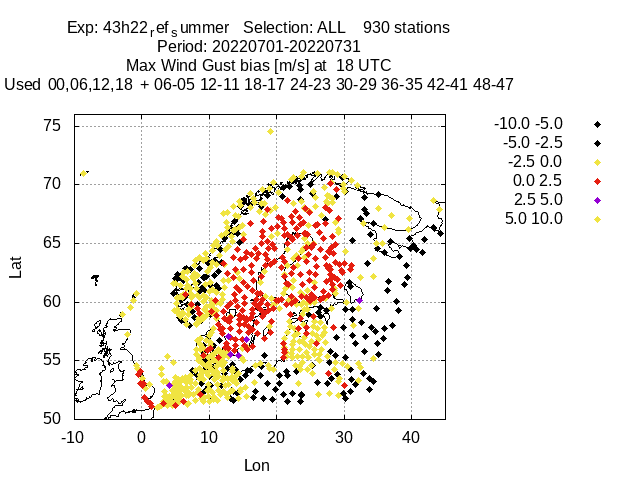 Exp: 43h22ref summer Selection: ALL 930 stations
Period: 20220701-20220731
Max Wind Gust bias [m/s] at 18 UTC
Used 00,06,12,18 + 06-05 12-11 18-17 24-23 30-29 36-35 42-41 48-47
-10.0 -5.0
-5.0 -2.5
-2.5 0.0
0.0 2.5
2.5 5.0
5.0 10.0
75
70
65
60
55
50
Lat
-10 0 10 20 30 40
Lon